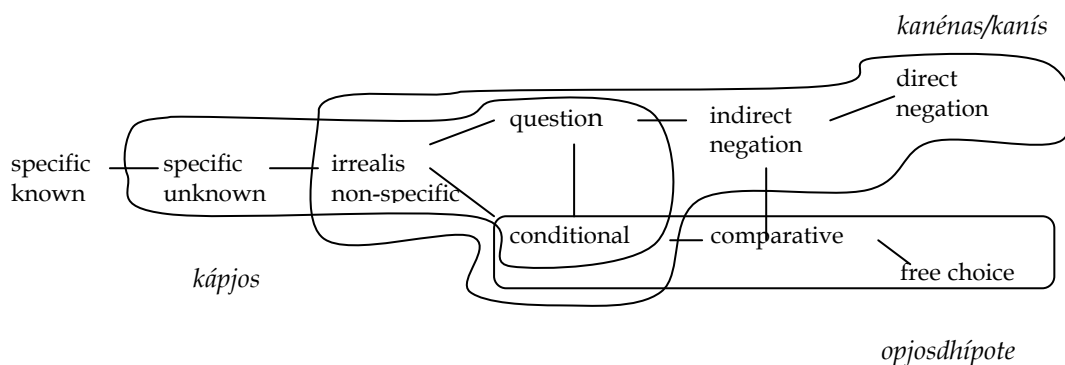 kanénas/kanís
direct
negation
question
indirect
negation
specific
known
specific
unknown
irrealis
non-specific
conditional
comparative
free choice
kápjos
opjosdhípote